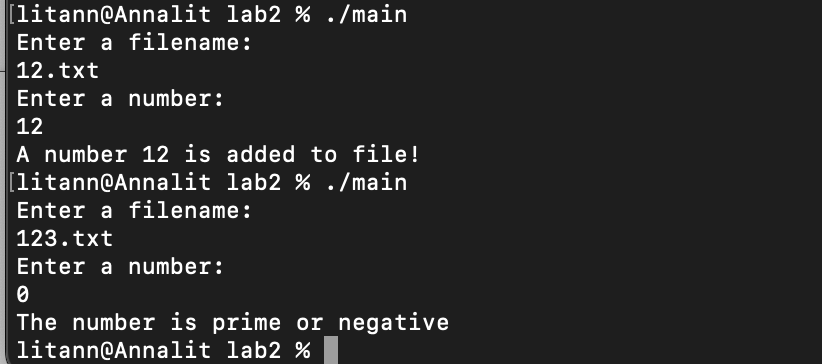 [litann@Annalit lab2 % ./main
Enter a filename:
12.txt
Enter a number:
12
A number 12 is added to file!
[litann@Annalit lab2 % ./main
Enter a filename:
123.txt
Enter a number:
0
The number is prime or negative
litann@Annalit lab2 %